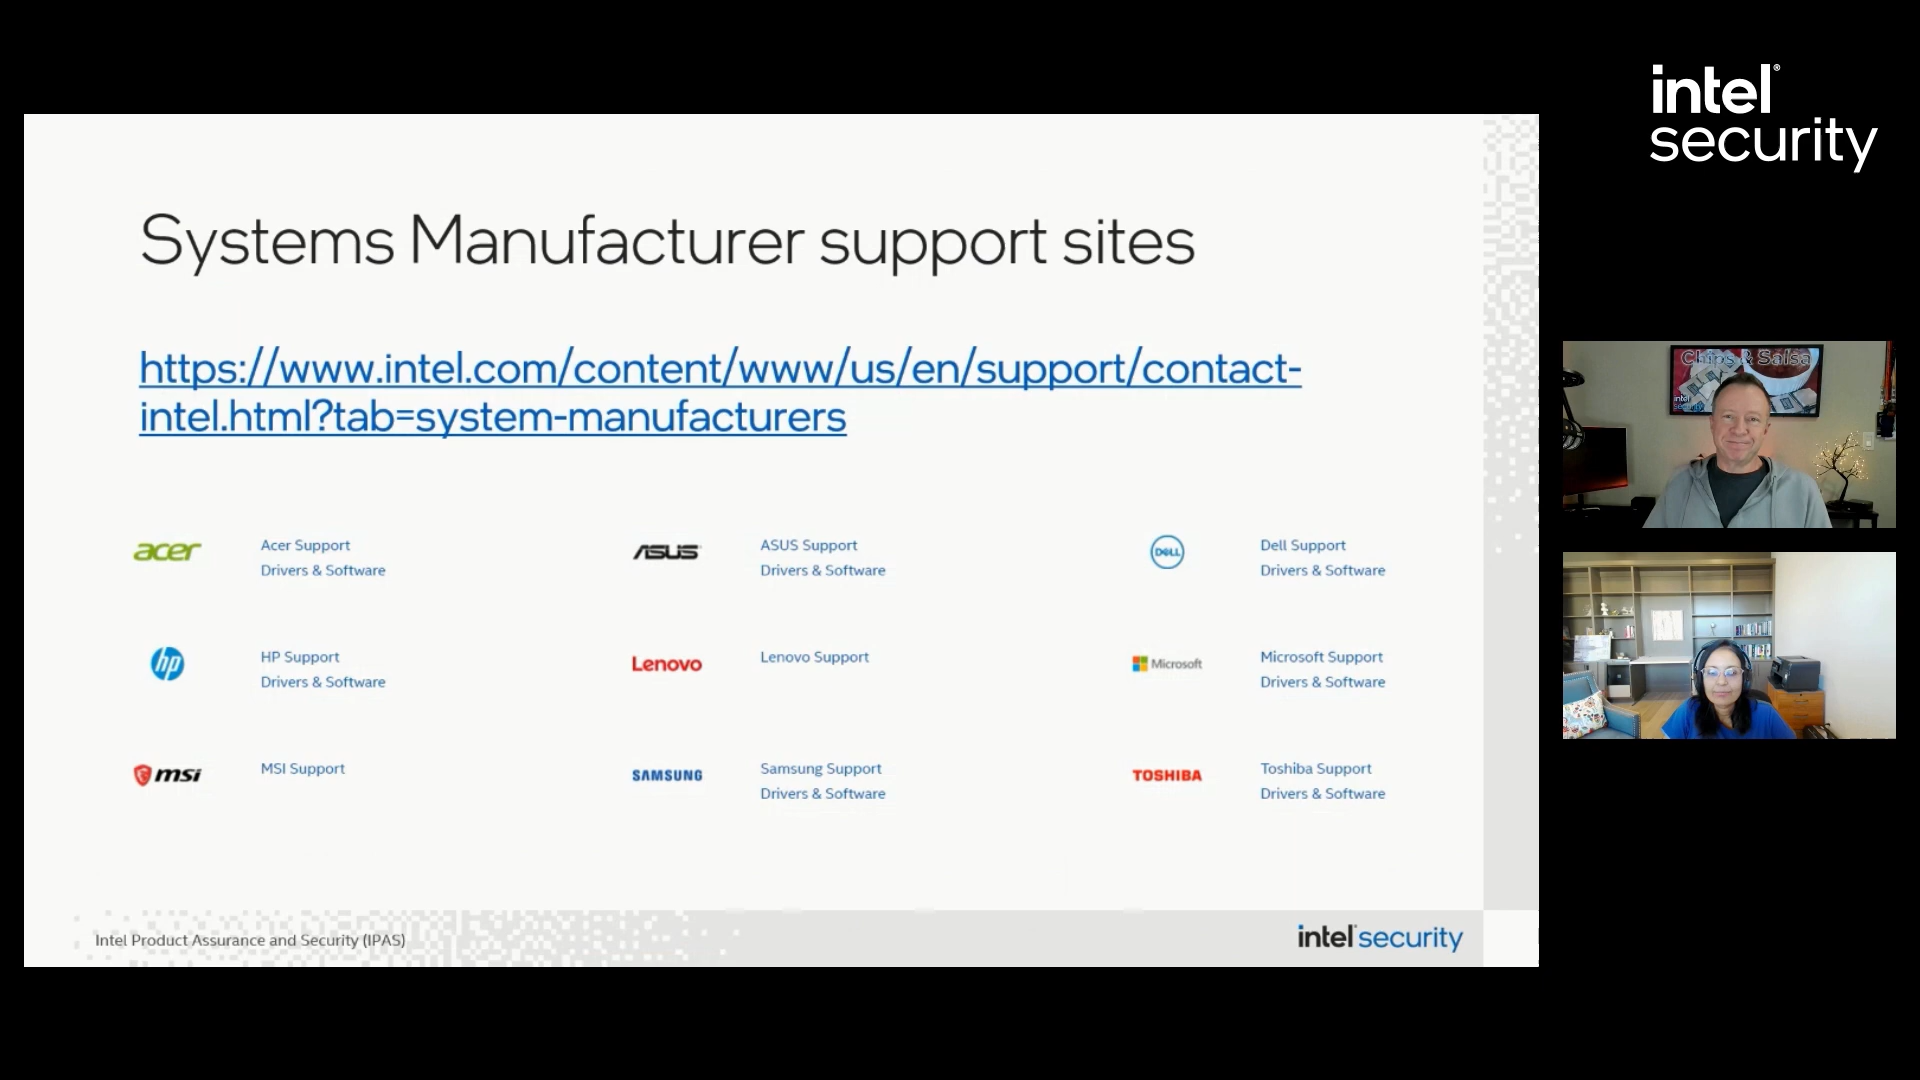 intel
security
Systems Manufacturer support sites
https://www.intel.com/content/www/us/en/support/contact-
intel.html?tab=system-manufacturers
acer
Acer Support
Drivers & Software
ASUS
ASUS Support
Drivers & Software
DELL
Dell Support
Drivers & Software
hp
HP Support
Drivers & Software
Lenovo
Lenovo Support
Microsoft
Microsoft Support
Drivers & Software
msi
MSI Support
SAMSUNG
Samsung Support
Drivers & Software
TOSHIBA
Toshiba Support
Drivers & Software
Intel Product Assurance and Security (IPAS)
intel security
Chips & Salsa
intel